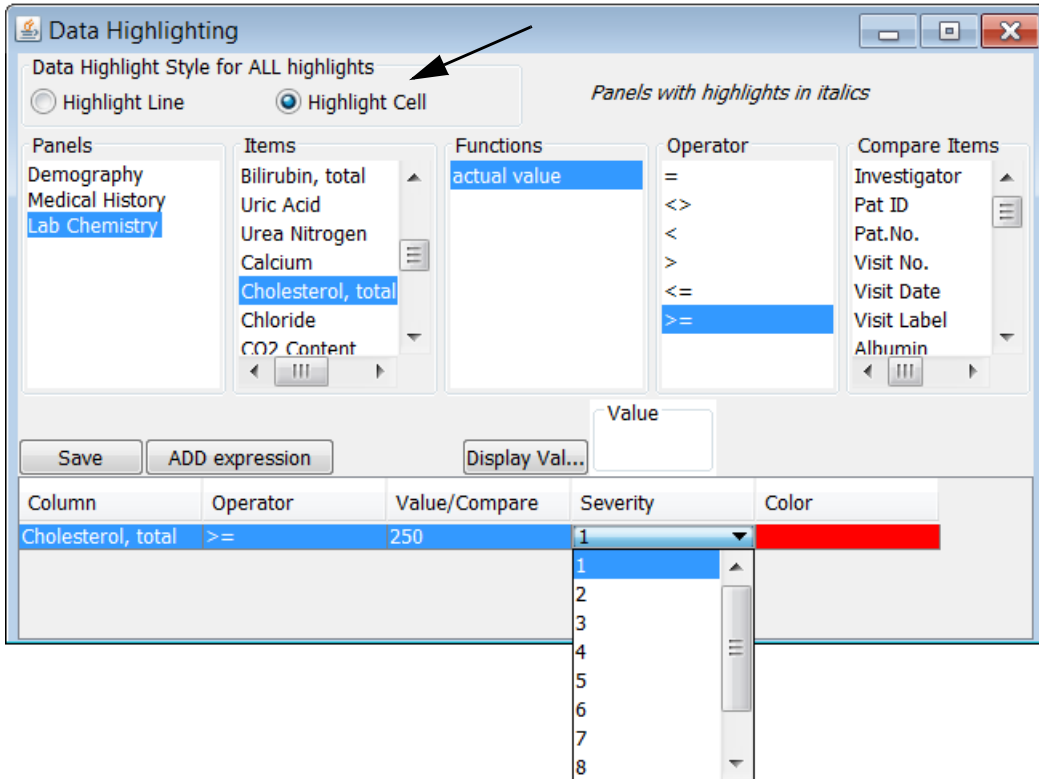 Data Highlighting
Data Highlight Style for ALL highlights
Highlight Line
Highlight Cell
Panels with highlights in italics
Panels
Demography
Medical History
Lab Chemistry
Items
Bilirubin, total
Uric Acid
Urea Nitrogen
Calcium
Cholesterol, total
Chloride
CO2 Content
Functions
actual value
Operator
=
<>
<
>
<=
>=
Compare Items
Investigator
Pat ID
Pat.No.
Visit No.
Visit Date
Visit Label
Albumin
Value
Save
ADD expression
Display Val...
Column Operator Value/Compare Severity Color
Cholesterol, total >= 250 1
1
2
3
4
5
6
7
8